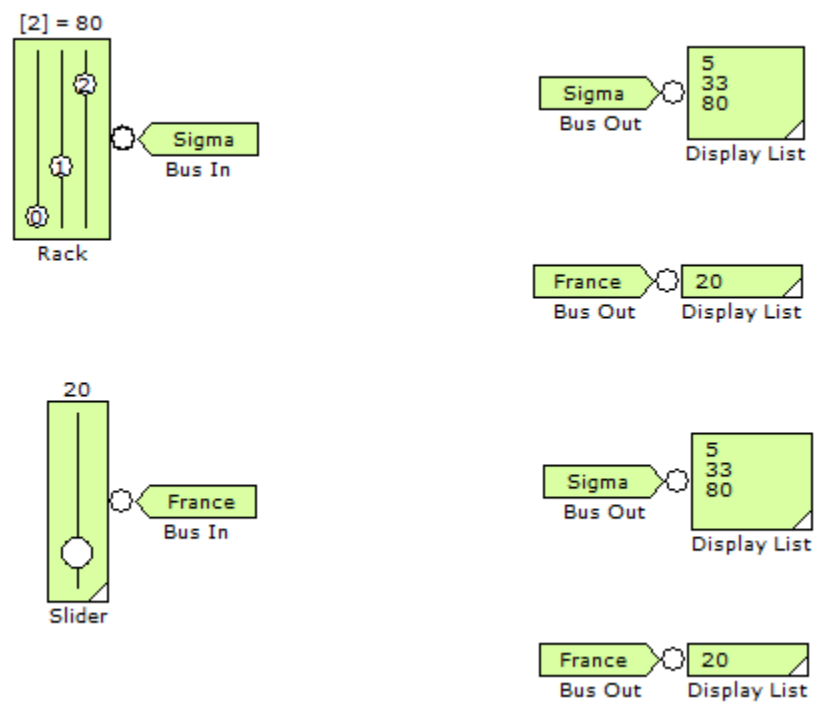 [2] = 80
0
1
2
Sigma
Bus In
Rack
Sigma
Bus Out
5
33
80
Display List
France
Bus Out
20
Display List
20
France
Bus In
Slider
Sigma
Bus Out
5
33
80
Display List
France
Bus Out
20
Display List